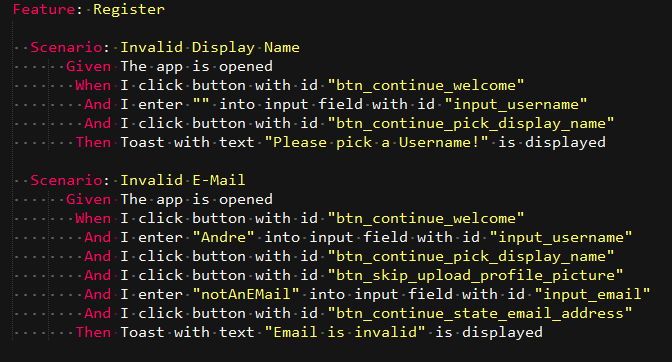 Feature: Register
Scenario: Invalid Display Name
Given The app is opened
When I click button with id "btn_continue_welcome"
And I enter "" into input field with id "input_username"
And I click button with id "btn_continue_pick_display_name"
Then Toast with text "Please pick a Username!" is displayed
Scenario: Invalid E-Mail
Given The app is opened
When I click button with id "btn_continue_welcome"
And I enter "Andre" into input field with id "input_username"
And I click button with id "btn_continue_pick_display_name"
And I click button with id "btn_skip_upload_profile_picture"
And I enter "notAnEMail" into input field with id "input_email"
And I click button with id "btn_continue_state_email_address"
Then Toast with text "Email is invalid" is displayed